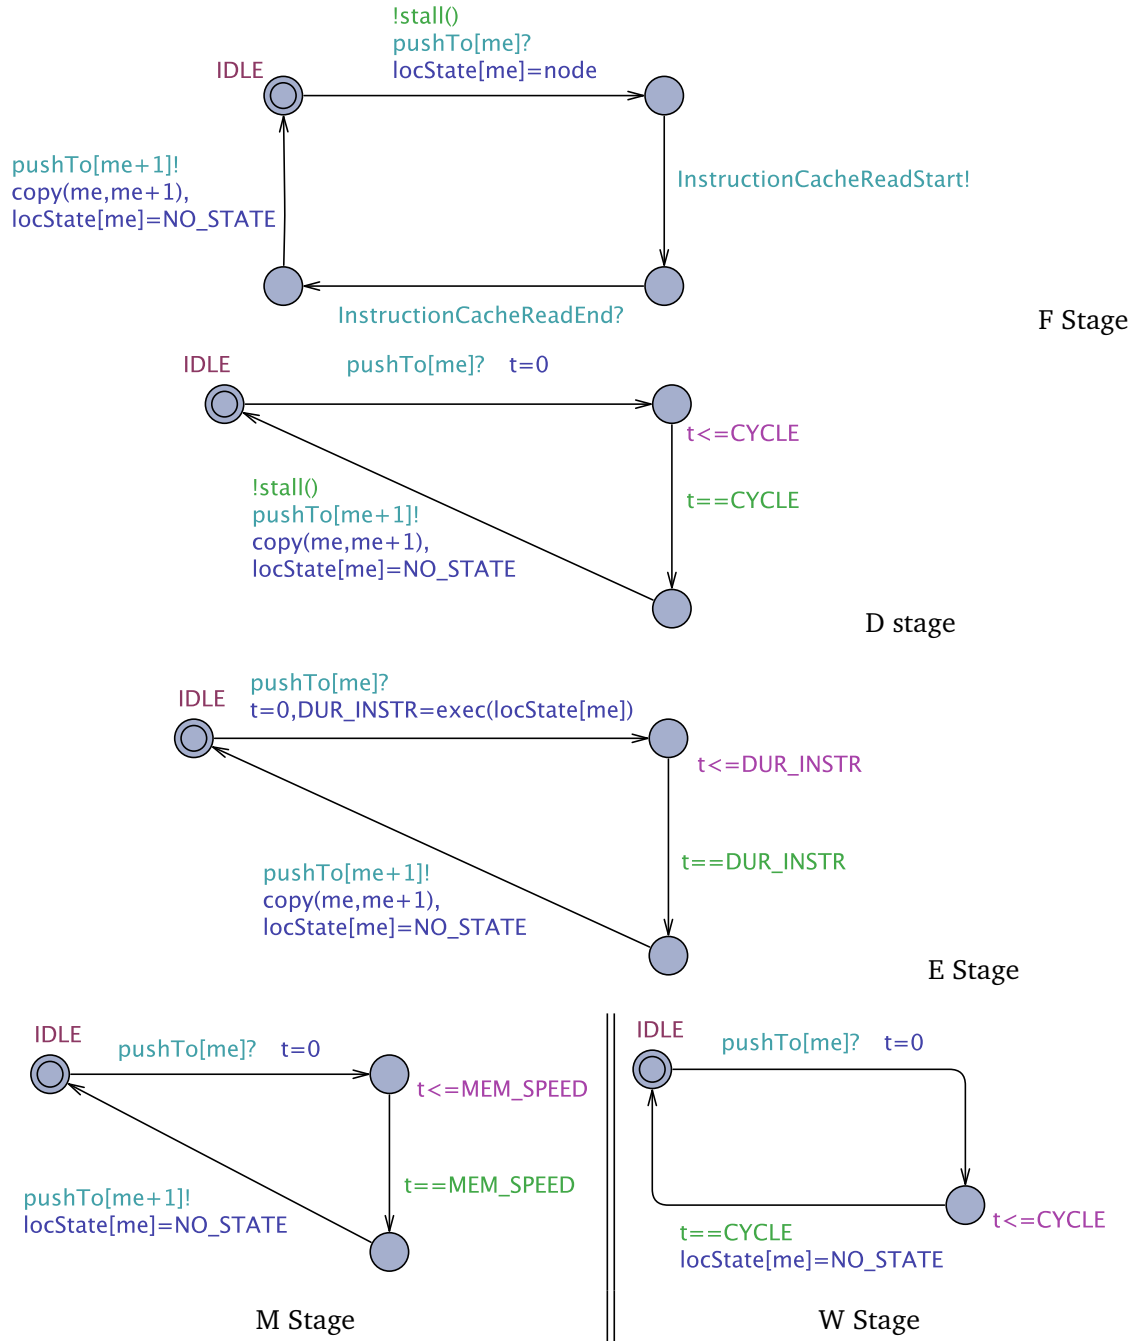 !stall()
pushTo[me]?
locState[me]=node
IDLE
pushTo[me+1]!
copy(me,me+1),
locState[me]=NO_STATE
InstructionCacheReadStart!
InstructionCacheReadEnd?
F Stage
IDLE
pushTo[me]? t=0
t<=CYCLE
t==CYCLE
!stall()
pushTo[me+1]!
copy(me,me+1),
locState[me]=NO_STATE
D stage
IDLE
pushTo[me]?
t=0,DUR_INSTR=exec(locState[me])
t<=DUR_INSTR
t==DUR_INSTR
pushTo[me+1]!
copy(me,me+1),
locState[me]=NO_STATE
E Stage
IDLE
pushTo[me]? t=0
t<=MEM_SPEED
t==MEM_SPEED
pushTo[me+1]!
locState[me]=NO_STATE
M Stage
IDLE
pushTo[me]? t=0
t<=CYCLE
t==CYCLE
locState[me]=NO_STATE
W Stage